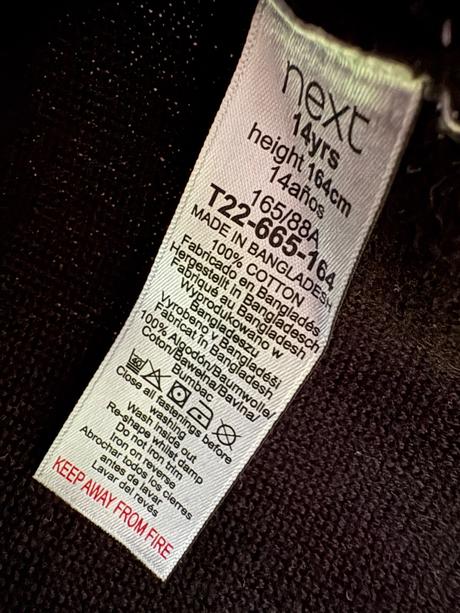 next
14yrs
height 164cm
14años
165/88A
T22-665-164
MADE IN BANGLADESH
100% COTTON
Fabricado en Bangladés
Hergestellt in Bangladesch
Fabriqué au Bangladesh
Wyprodukowano w
Bangladeszu
Vyrobeno v Bangladéši
Fabricat în Bangladesh
100% Algodón/Baumwolle/
Coton/Bawełna/Bavlna/
Bumbac
Close all fastenings before
washing
Wash inside out
Re-shape whilst damp
Do not iron trim
Iron on reverse
Abrochar todos los cierres
antes de lavar
Lavar del revés
KEEP AWAY FROM FIRE